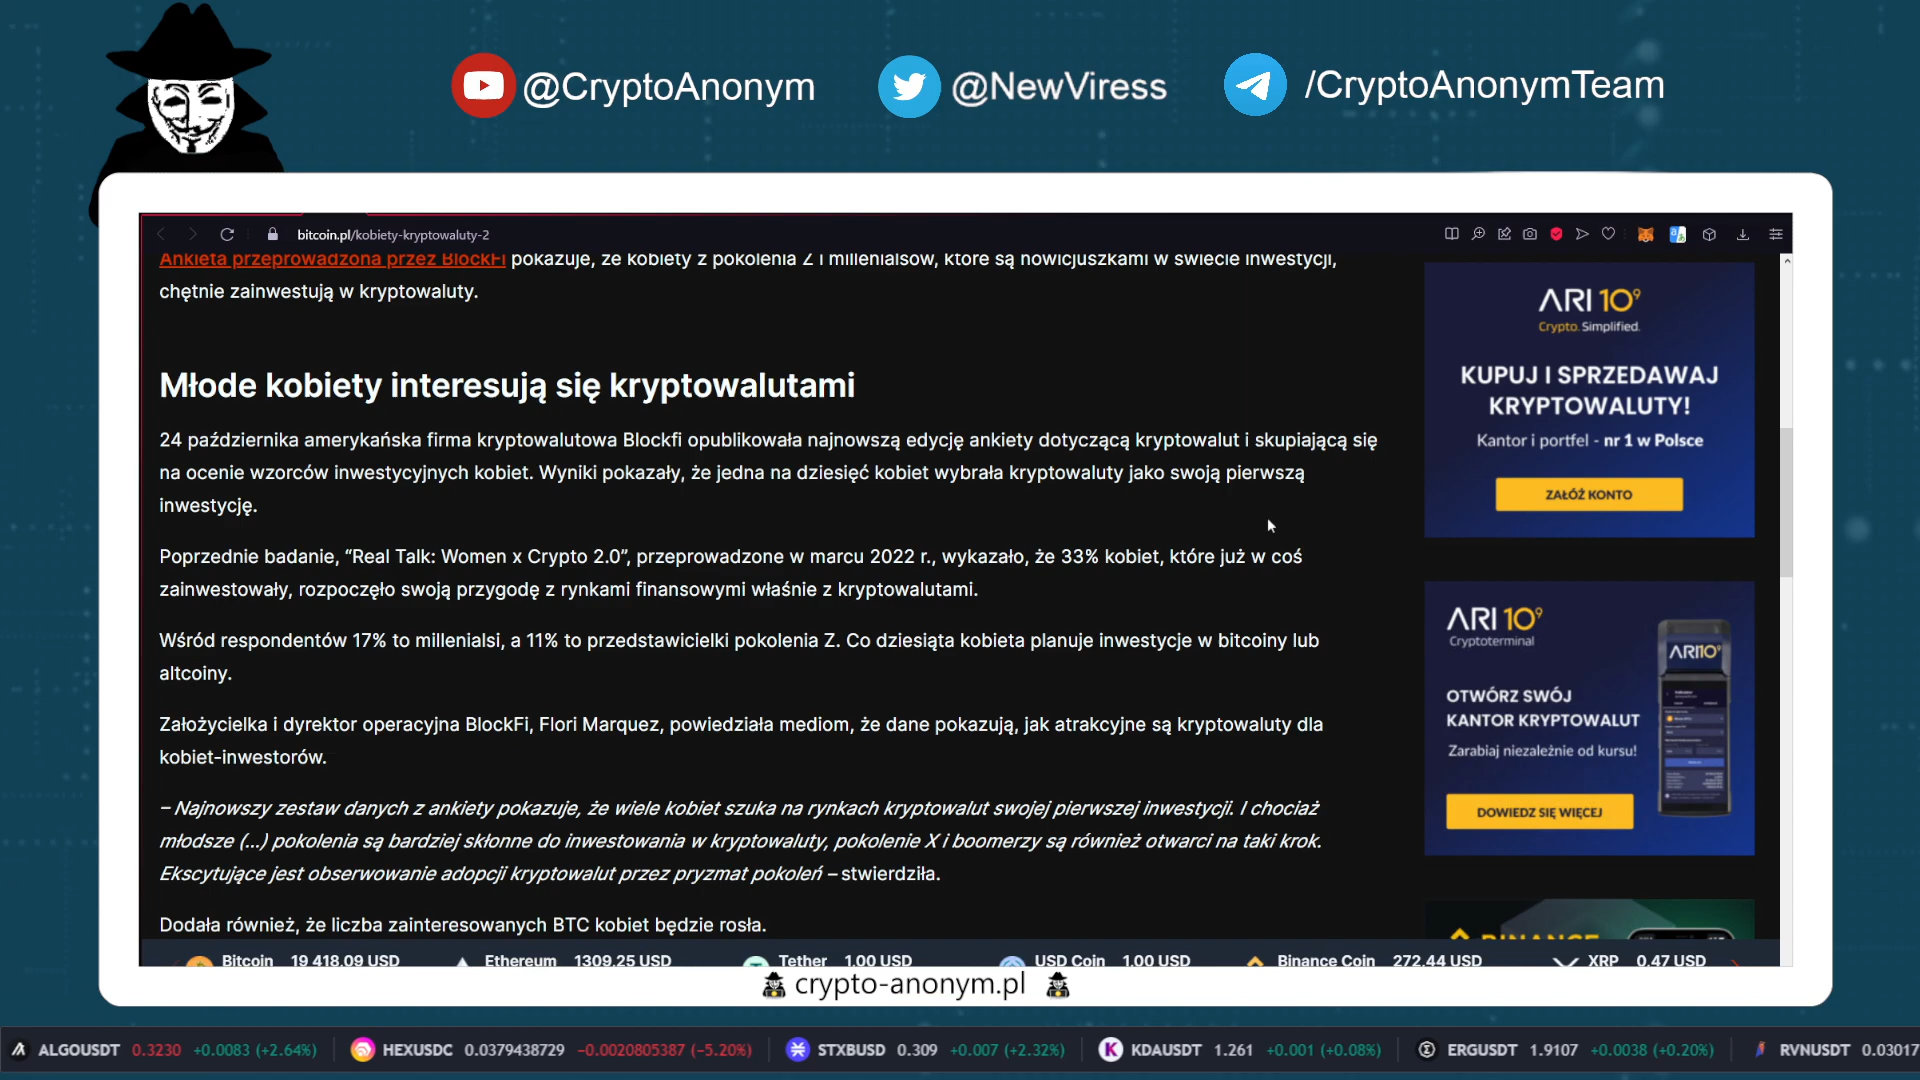 @CryptoAnonym
@NewViress
/CryptoAnonymTeam
bitcoin.pl/kobiety-kryptowaluty-2
Ankieta przeprowadzona przez BlockFi pokazuje, że kobiety z pokolenia Z i millenialsów, które są nowicjuszkami w świecie inwestycji,
chętnie zainwestują w kryptowaluty.
Młode kobiety interesują się kryptowalutami
24 października amerykańska firma kryptowalutowa Blockfi opublikowała najnowszą edycję ankiety dotyczącą kryptowalut i skupiającą się
na ocenie wzorców inwestycyjnych kobiet. Wyniki pokazały, że jedna na dziesięć kobiet wybrała kryptowaluty jako swoją pierwszą
inwestycję.
Poprzednie badanie, “Real Talk: Women x Crypto 2.0”, przeprowadzone w marcu 2022 r., wykazało, że 33% kobiet, które już w coś
zainwestowały, rozpoczęło swoją przygodę z rynkami finansowymi właśnie z kryptowalutami.
Wśród respondentów 17% to millenialsi, a 11% to przedstawicielki pokolenia Z. Co dziesiąta kobieta planuje inwestycje w bitcoiny lub
altcoiny.
Założycielka i dyrektor operacyjna BlockFi, Flori Marquez, powiedziała mediom, że dane pokazują, jak atrakcyjne są kryptowaluty dla
kobiet-inwestorów.
– Najnowszy zestaw danych z ankiety pokazuje, że wiele kobiet szuka na rynkach kryptowalut swojej pierwszej inwestycji. I chociaż
młodsze (...) pokolenia są bardziej skłonne do inwestowania w kryptowaluty, pokolenie X i boomerzy są również otwarci na taki krok.
Ekscytujące jest obserwowanie adopcji kryptowalut przez pryzmat pokoleń – stwierdziła.
Dodała również, że liczba zainteresowanych BTC kobiet będzie rosła.
ARI 10⁹
Crypto. Simplified.
KUPUJ I SPRZEDAWAJ
KRYPTOWALUTY!
Kantor i portfel - nr 1 w Polsce
ZAŁÓŻ KONTO
ARI 10⁹
Cryptoterminal
ARI10⁹
OTWÓRZ SWÓJ
KANTOR KRYPTOWALUT
Zarabiaj niezależnie od kursu!
DOWIEDZ SIĘ WIĘCEJ
BINANCE
Bitcoin 19 418,09 USD
Ethereum 1309,25 USD
Tether 1,00 USD
USD Coin 1,00 USD
Binance Coin 272,44 USD
XRP 0,47 USD
crypto-anonym.pl
ALGOUSDT 0.3230 +0.0083 (+2.64%)
HEXUSDC 0.0379438729 −0.0020805387 (−5.20%)
STXBUSD 0.309 +0.007 (+2.32%)
KDAUSDT 1.261 +0.001 (+0.08%)
ERGUSDT 1.9107 +0.0038 (+0.20%)
RVNUSDT 0.03017